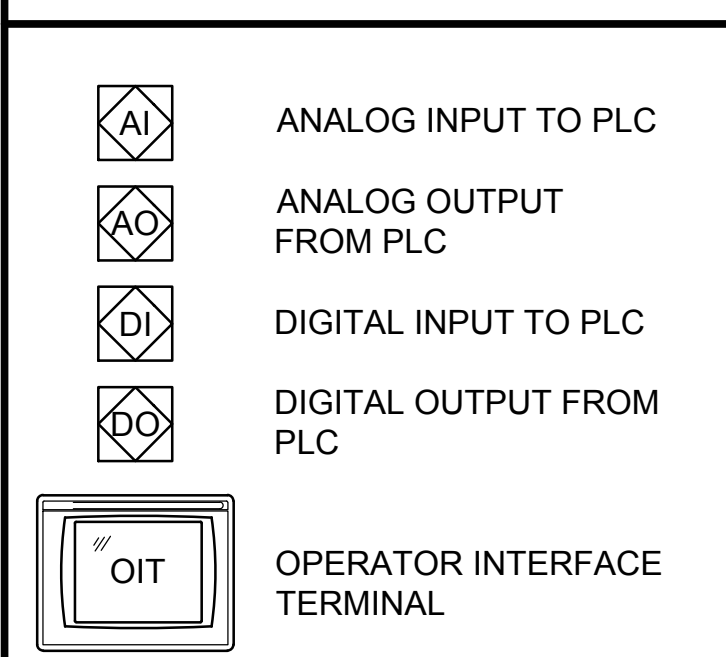 AI
ANALOG INPUT TO PLC
AO
ANALOG OUTPUT
FROM PLC
DI
DIGITAL INPUT TO PLC
DO
DIGITAL OUTPUT FROM
PLC
OIT
OPERATOR INTERFACE
TERMINAL